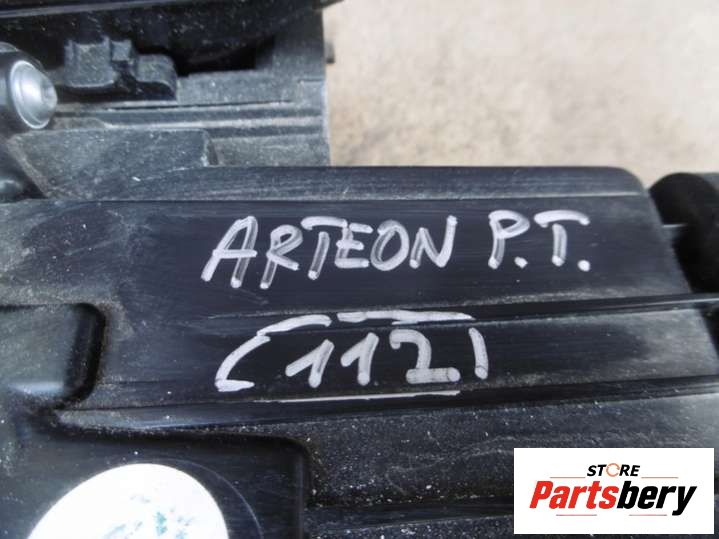 ARTEON P.T.
(112)
STORE
Partsbery